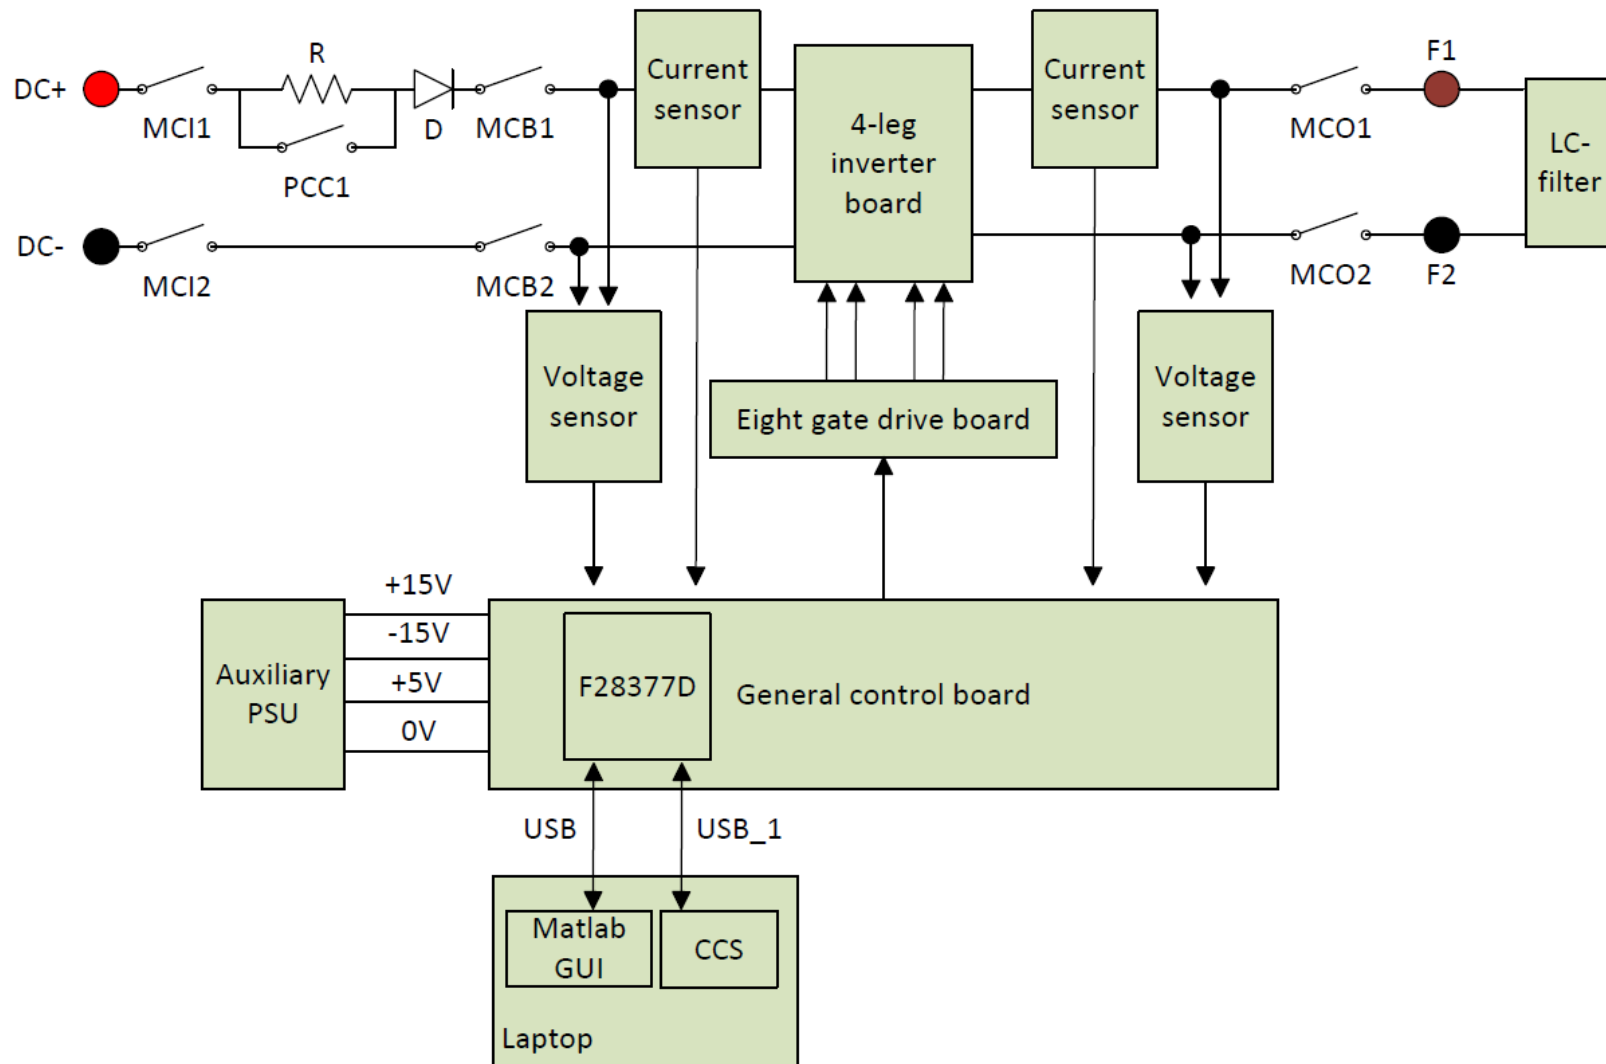 DC+
MCI1
R
PCC1
D
MCB1
Current
sensor
4-leg
inverter
board
Current
sensor
MCO1
F1
LC-
filter
DC-
MCI2
MCB2
MCO2
F2
Voltage
sensor
Eight gate drive board
Voltage
sensor
Auxiliary
PSU
+15V
-15V
+5V
0V
F28377D
General control board
USB
USB_1
Matlab
GUI
CCS
Laptop